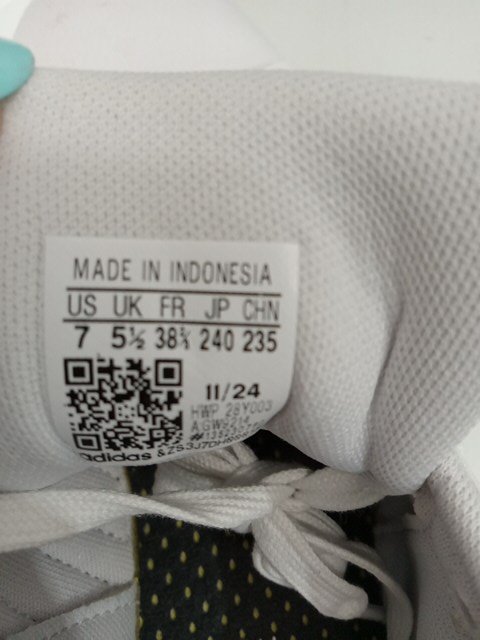 MADE IN INDONESIA
US UK FR JP CHN
7 5½ 38⅔ 240 235
11/24
HWP 29Y003
adidas